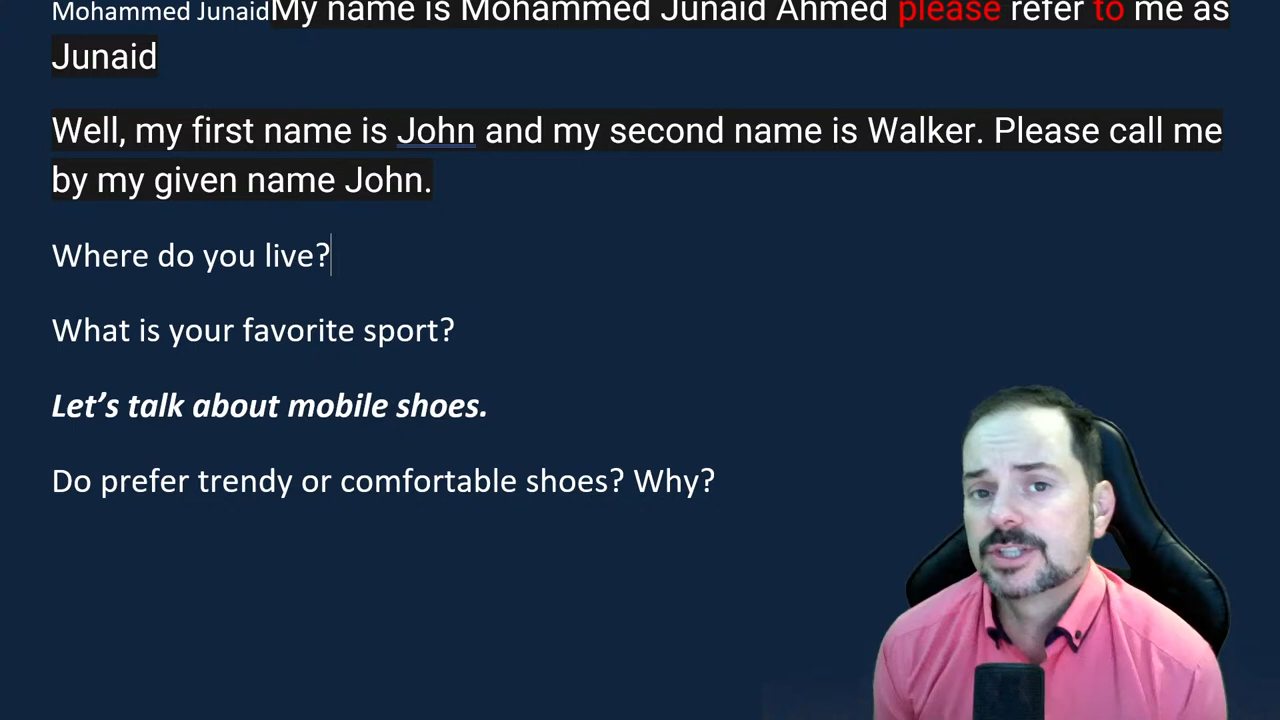 Mohammed JunaidMy name is Mohammed Junaid Ahmed please refer to me as
Junaid
Well, my first name is John and my second name is Walker. Please call me
by my given name John.
Where do you live?
What is your favorite sport?
Let’s talk about mobile shoes.
Do prefer trendy or comfortable shoes? Why?